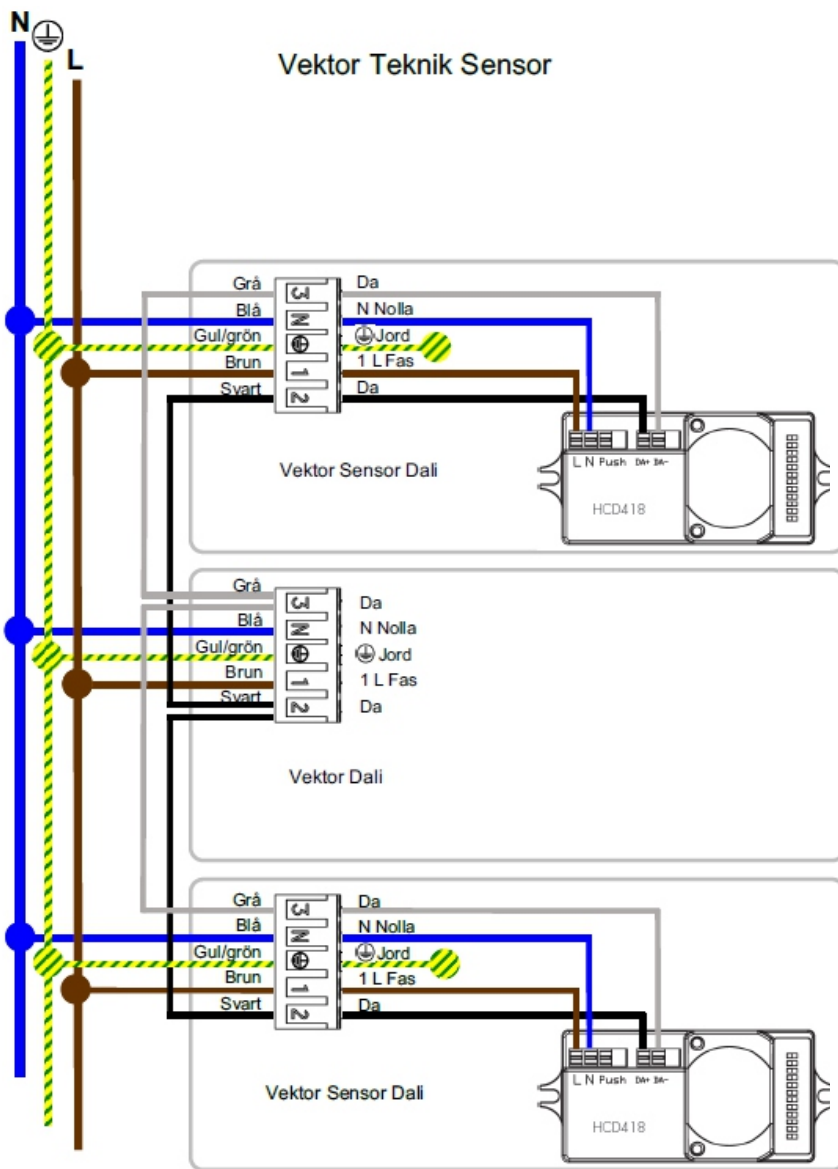 N
L
Vektor Teknik Sensor
Grå 3 Da
Blå N N Nolla
Gul/grön Jord
Brun 1 1 L Fas
Svart 2 Da
Vektor Sensor Dali
L N Push DA+ DA-
HCD418
Grå 3 Da
Blå N N Nolla
Gul/grön Jord
Brun 1 1 L Fas
Svart 2 Da
Vektor Dali
Grå 3 Da
Blå N N Nolla
Gul/grön Jord
Brun 1 1 L Fas
Svart 2 Da
Vektor Sensor Dali
L N Push DA+ DA-
HCD418